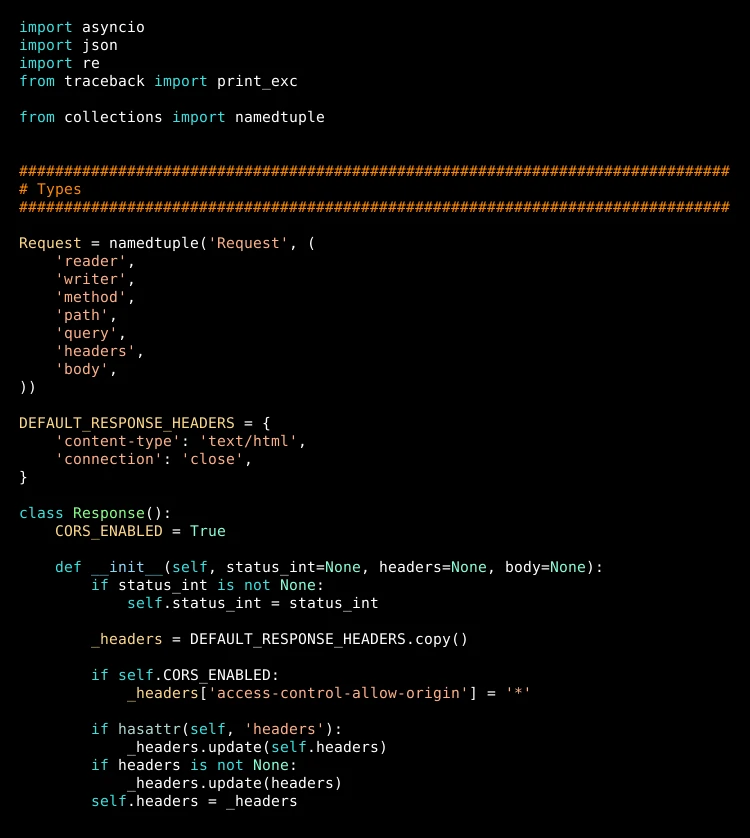 import asyncio
import json
import re
from traceback import print_exc
from collections import namedtuple
###############################################################################
# Types
###############################################################################
Request = namedtuple('Request', (
    'reader',
    'writer',
    'method',
    'path',
    'query',
    'headers',
    'body',
))
DEFAULT_RESPONSE_HEADERS = {
    'content-type': 'text/html',
    'connection': 'close',
}
class Response():
    CORS_ENABLED = True
    def __init__(self, status_int=None, headers=None, body=None):
        if status_int is not None:
            self.status_int = status_int
        _headers = DEFAULT_RESPONSE_HEADERS.copy()
        if self.CORS_ENABLED:
            _headers['access-control-allow-origin'] = '*'
        if hasattr(self, 'headers'):
            _headers.update(self.headers)
        if headers is not None:
            _headers.update(headers)
        self.headers = _headers